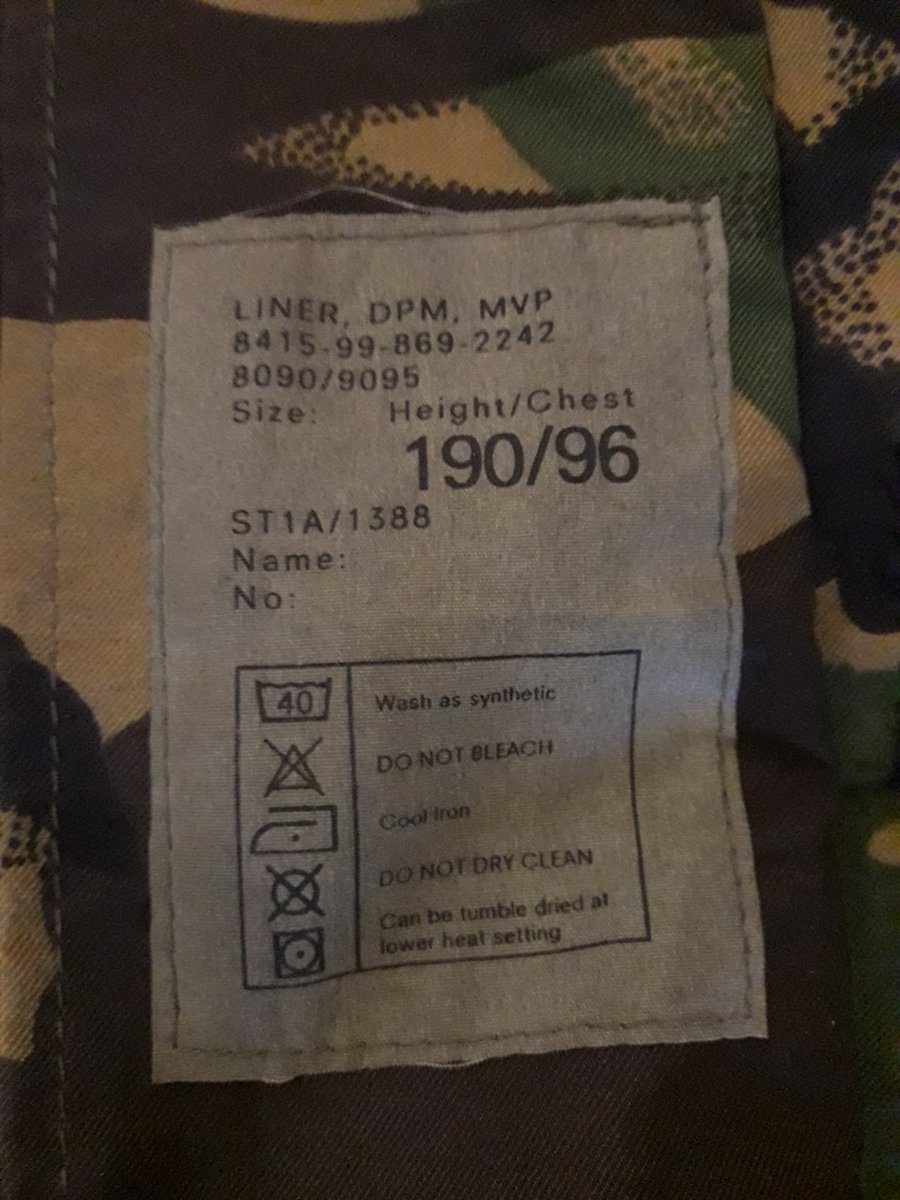 LINER, DPM, MVP
8415-99-869-2242
8090/9095
Size: Height/Chest
190/96
ST1A/1388
Name:
No:
40 Wash as synthetic
DO NOT BLEACH
Cool Iron
DO NOT DRY CLEAN
Can be tumble dried at
lower heat setting